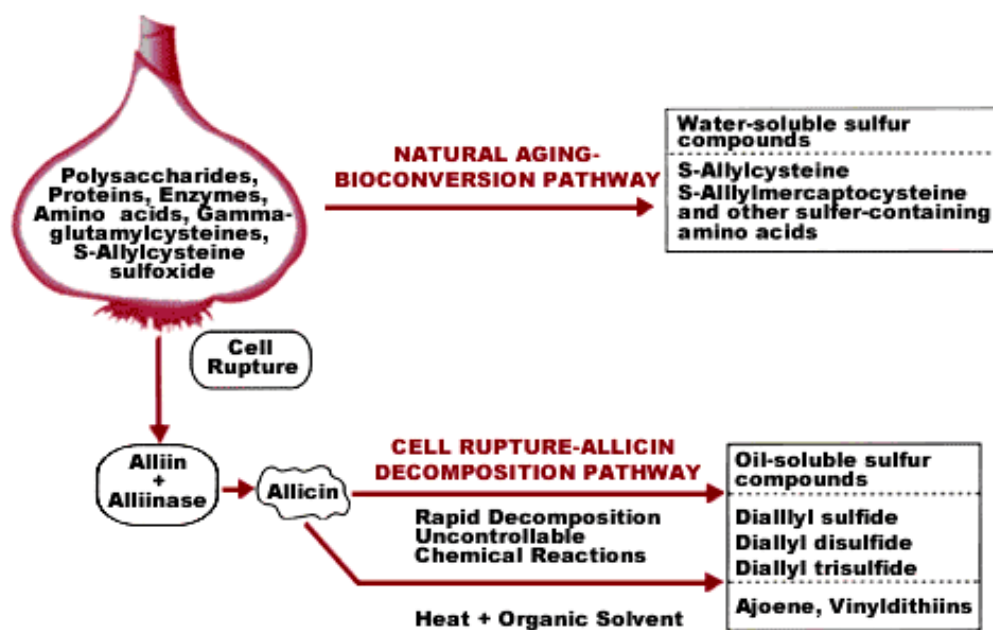 Polysaccharides,
Proteins, Enzymes,
Amino acids, Gamma-
glutamylcysteines,
S-Allylcysteine
sulfoxide
NATURAL AGING-
BIOCONVERSION PATHWAY
Water-soluble sulfur
compounds
S-Allylcysteine
S-Alllylmercaptocysteine
and other sulfer-containing
amino acids
Cell
Rupture
Alliin
+
Alliinase
Allicin
CELL RUPTURE-ALLICIN
DECOMPOSITION PATHWAY
Rapid Decomposition
Uncontrollable
Chemical Reactions
Heat + Organic Solvent
Oil-soluble sulfur
compounds
Dialllyl sulfide
Diallyl disulfide
Diallyl trisulfide
Ajoene, Vinyldithiins